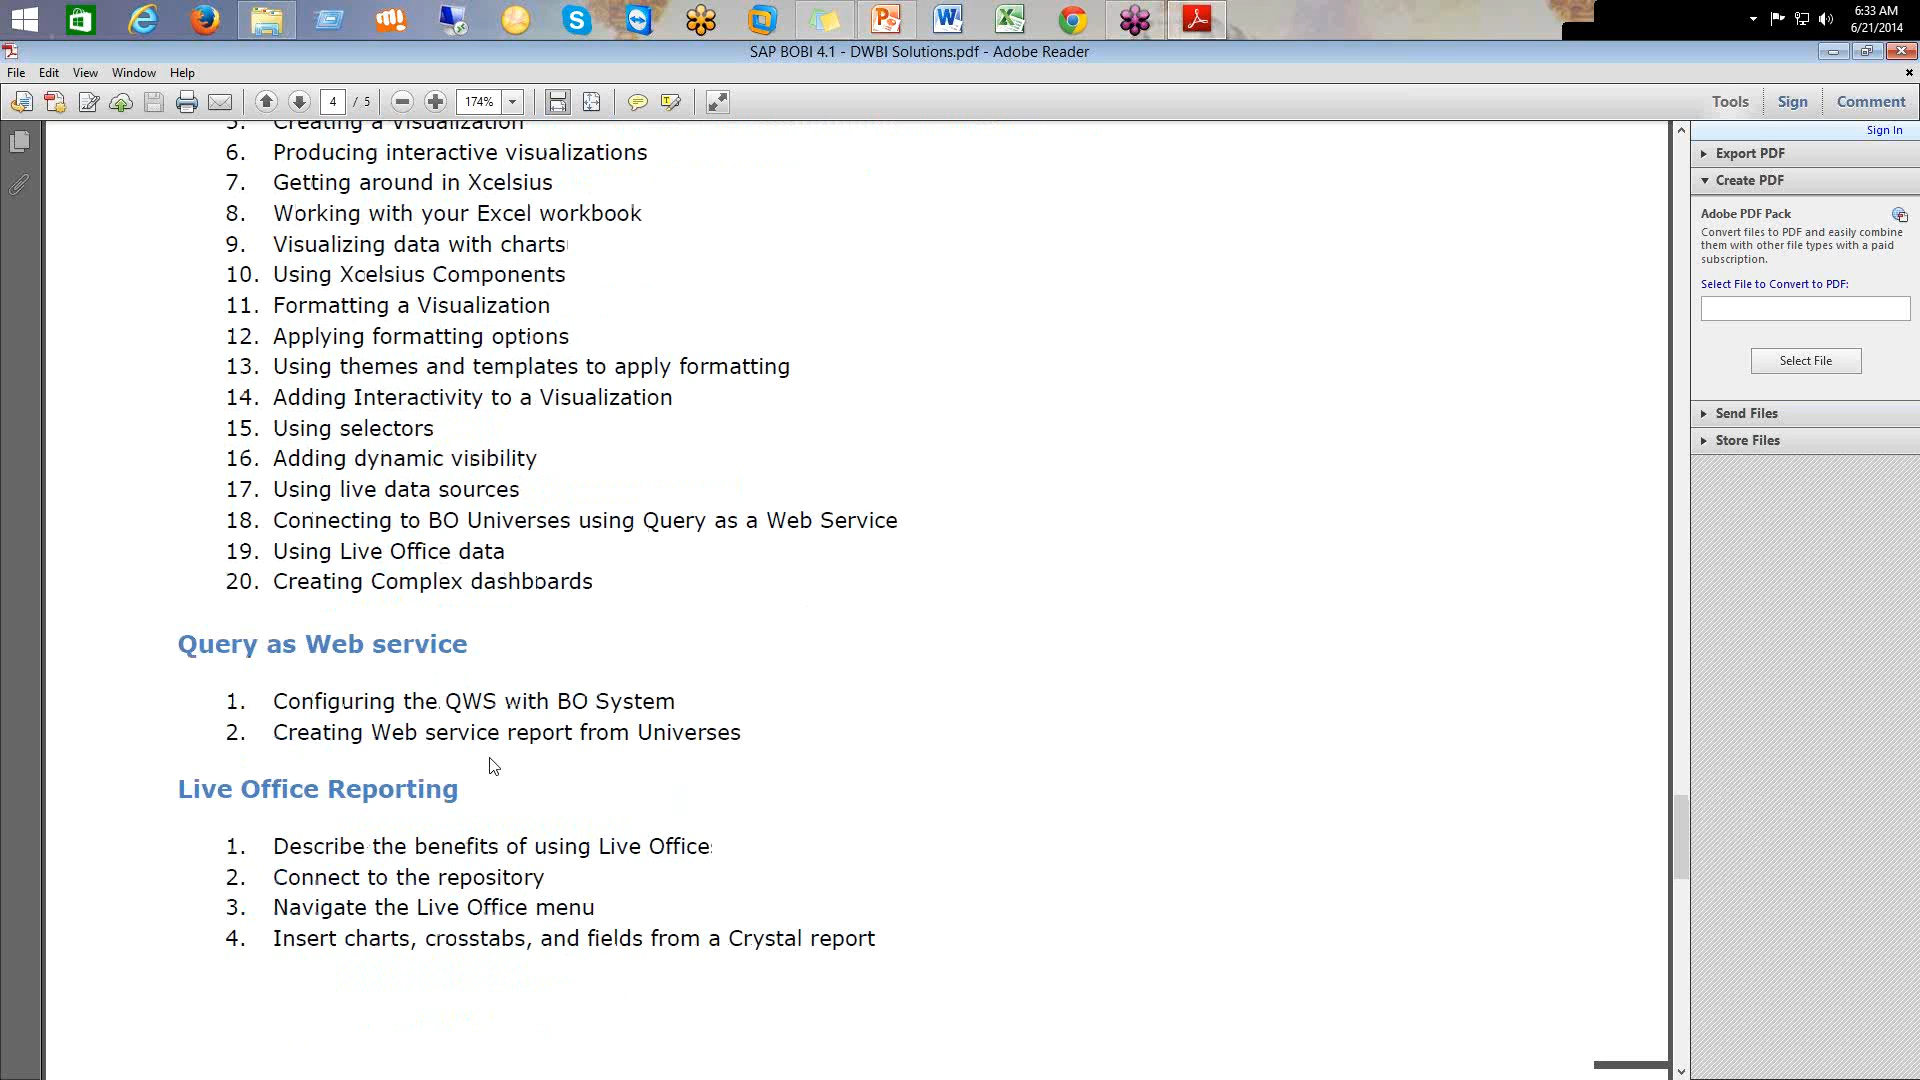 6:33 AM
6/21/2014
SAP BOBI 4.1 - DWBI Solutions.pdf - Adobe Reader
File Edit View Window Help
4 / 5 174% Tools Sign Comment
Sign In
5. Creating a Visualization
6. Producing interactive visualizations
7. Getting around in Xcelsius
8. Working with your Excel workbook
9. Visualizing data with charts
10. Using Xcelsius Components
11. Formatting a Visualization
12. Applying formatting options
13. Using themes and templates to apply formatting
14. Adding Interactivity to a Visualization
15. Using selectors
16. Adding dynamic visibility
17. Using live data sources
18. Connecting to BO Universes using Query as a Web Service
19. Using Live Office data
20. Creating Complex dashboards
Query as Web service
1. Configuring the QWS with BO System
2. Creating Web service report from Universes
Live Office Reporting
1. Describe the benefits of using Live Office
2. Connect to the repository
3. Navigate the Live Office menu
4. Insert charts, crosstabs, and fields from a Crystal report
Export PDF
Create PDF
Adobe PDF Pack
Convert files to PDF and easily combine
them with other file types with a paid
subscription.
Select File to Convert to PDF:
Select File
Send Files
Store Files